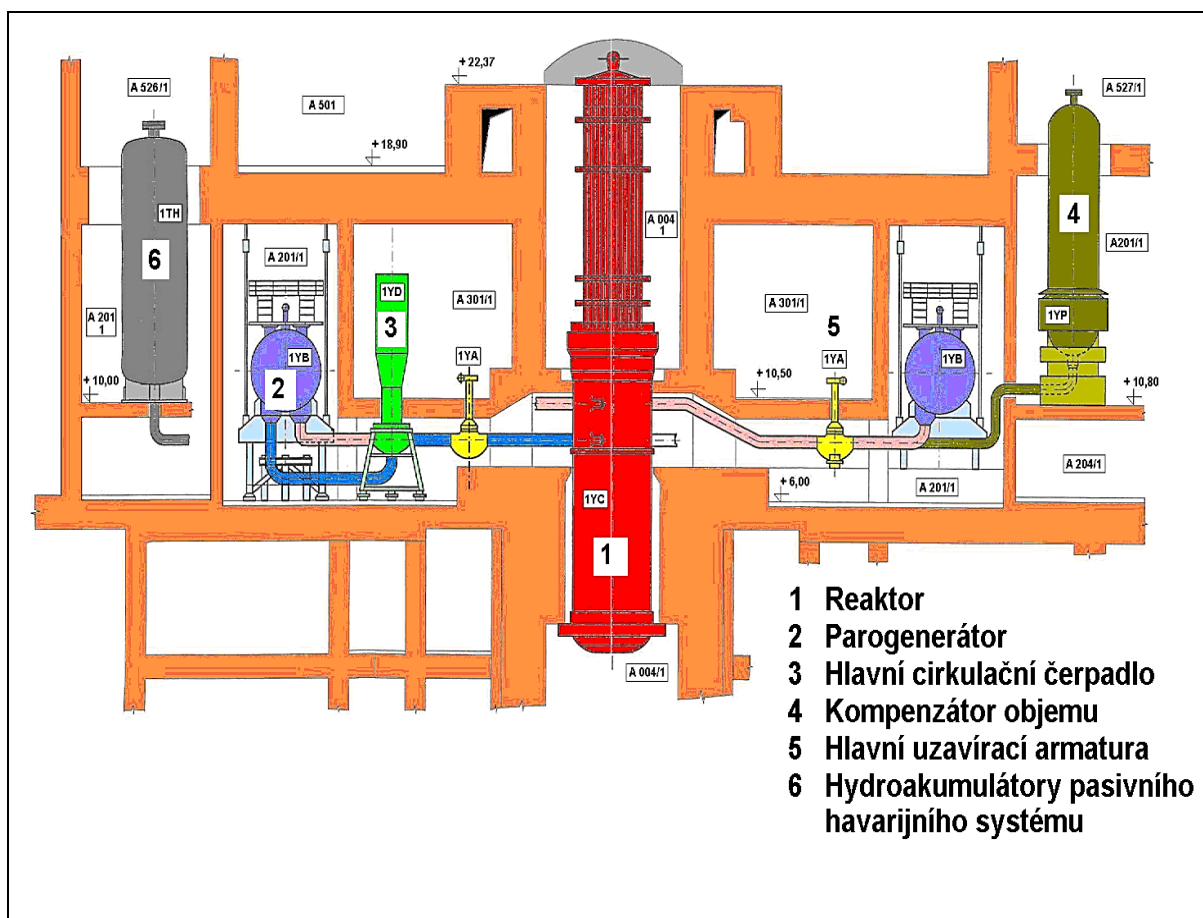 + 22,37
A 526/1
A 501
A 527/1
+ 18,90
1TH
6
A 004
1
4
A201/1
A 201/1
A 201
1
1YD
3
A 301/1
A 301/1
5
1YP
1YB
2
1YA
1YA
1YB
+ 10,00
+ 10,50
+ 10,80
A 204/1
+ 6,00
A 201/1
1YC
1
A 004/1
1 Reaktor
2 Parogenerátor
3 Hlavní cirkulační čerpadlo
4 Kompenzátor objemu
5 Hlavní uzavírací armatura
6 Hydroakumulátory pasivního
havarijního systému